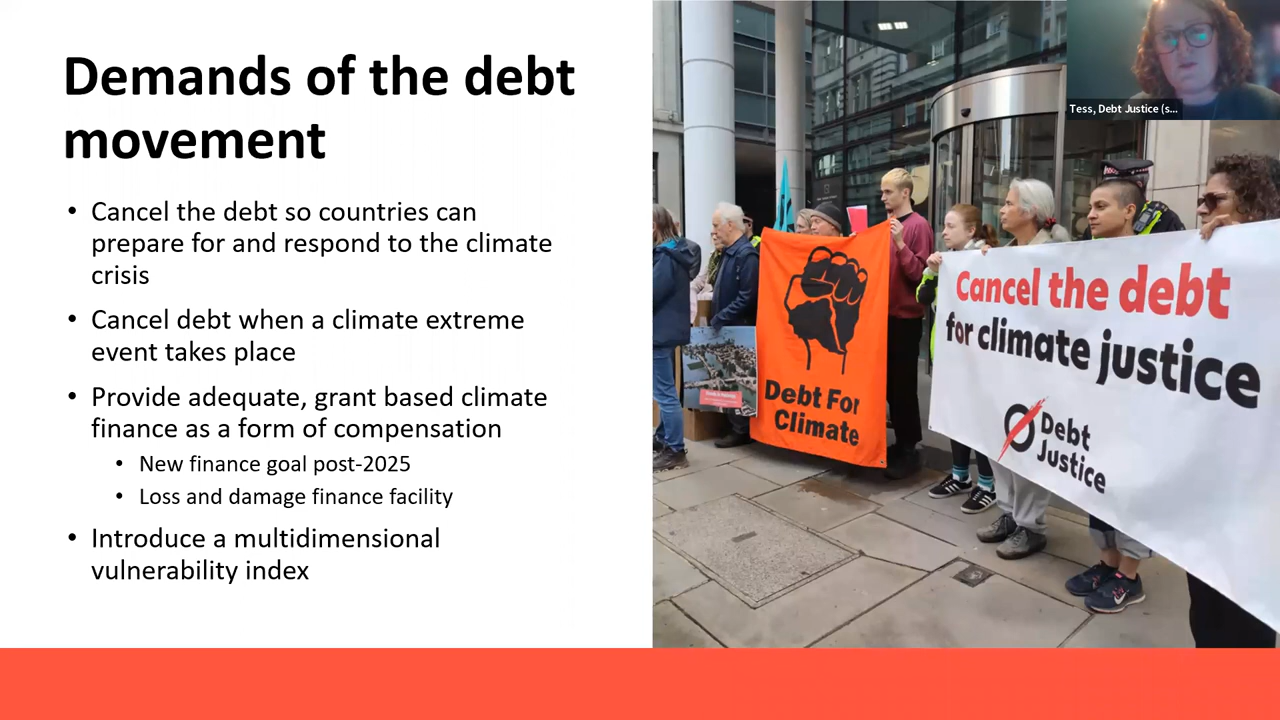 Demands of the debt
movement
• Cancel the debt so countries can
prepare for and respond to the climate
crisis
• Cancel debt when a climate extreme
event takes place
• Provide adequate, grant based climate
finance as a form of compensation
• New finance goal post-2025
• Loss and damage finance facility
• Introduce a multidimensional
vulnerability index
Tess, Debt Justice (s...
Debt For
Climate
Cancel the debt
for climate justice
Debt
Justice